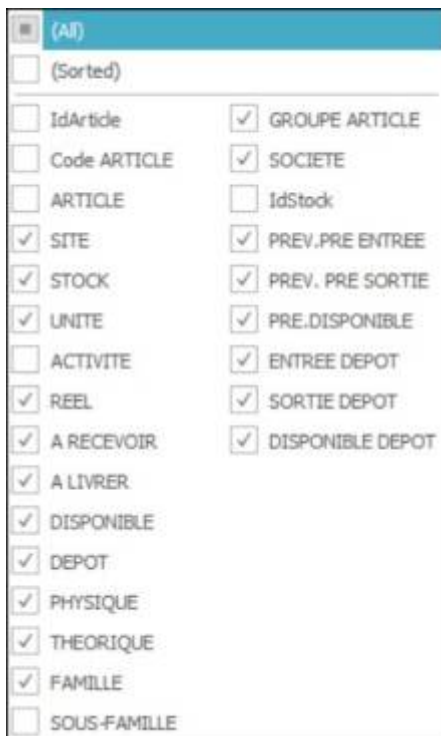 (All)
(Sorted)
IdArticle
Code ARTICLE
ARTICLE
SITE
STOCK
UNITE
ACTIVITE
REEL
A RECEVOIR
A LIVRER
DISPONIBLE
DEPOT
PHYSIQUE
THEORIQUE
FAMILLE
SOUS-FAMILLE
GROUPE ARTICLE
SOCIETE
IdStock
PREV.PRE ENTREE
PREV. PRE SORTIE
PRE.DISPONIBLE
ENTREE DEPOT
SORTIE DEPOT
DISPONIBLE DEPOT